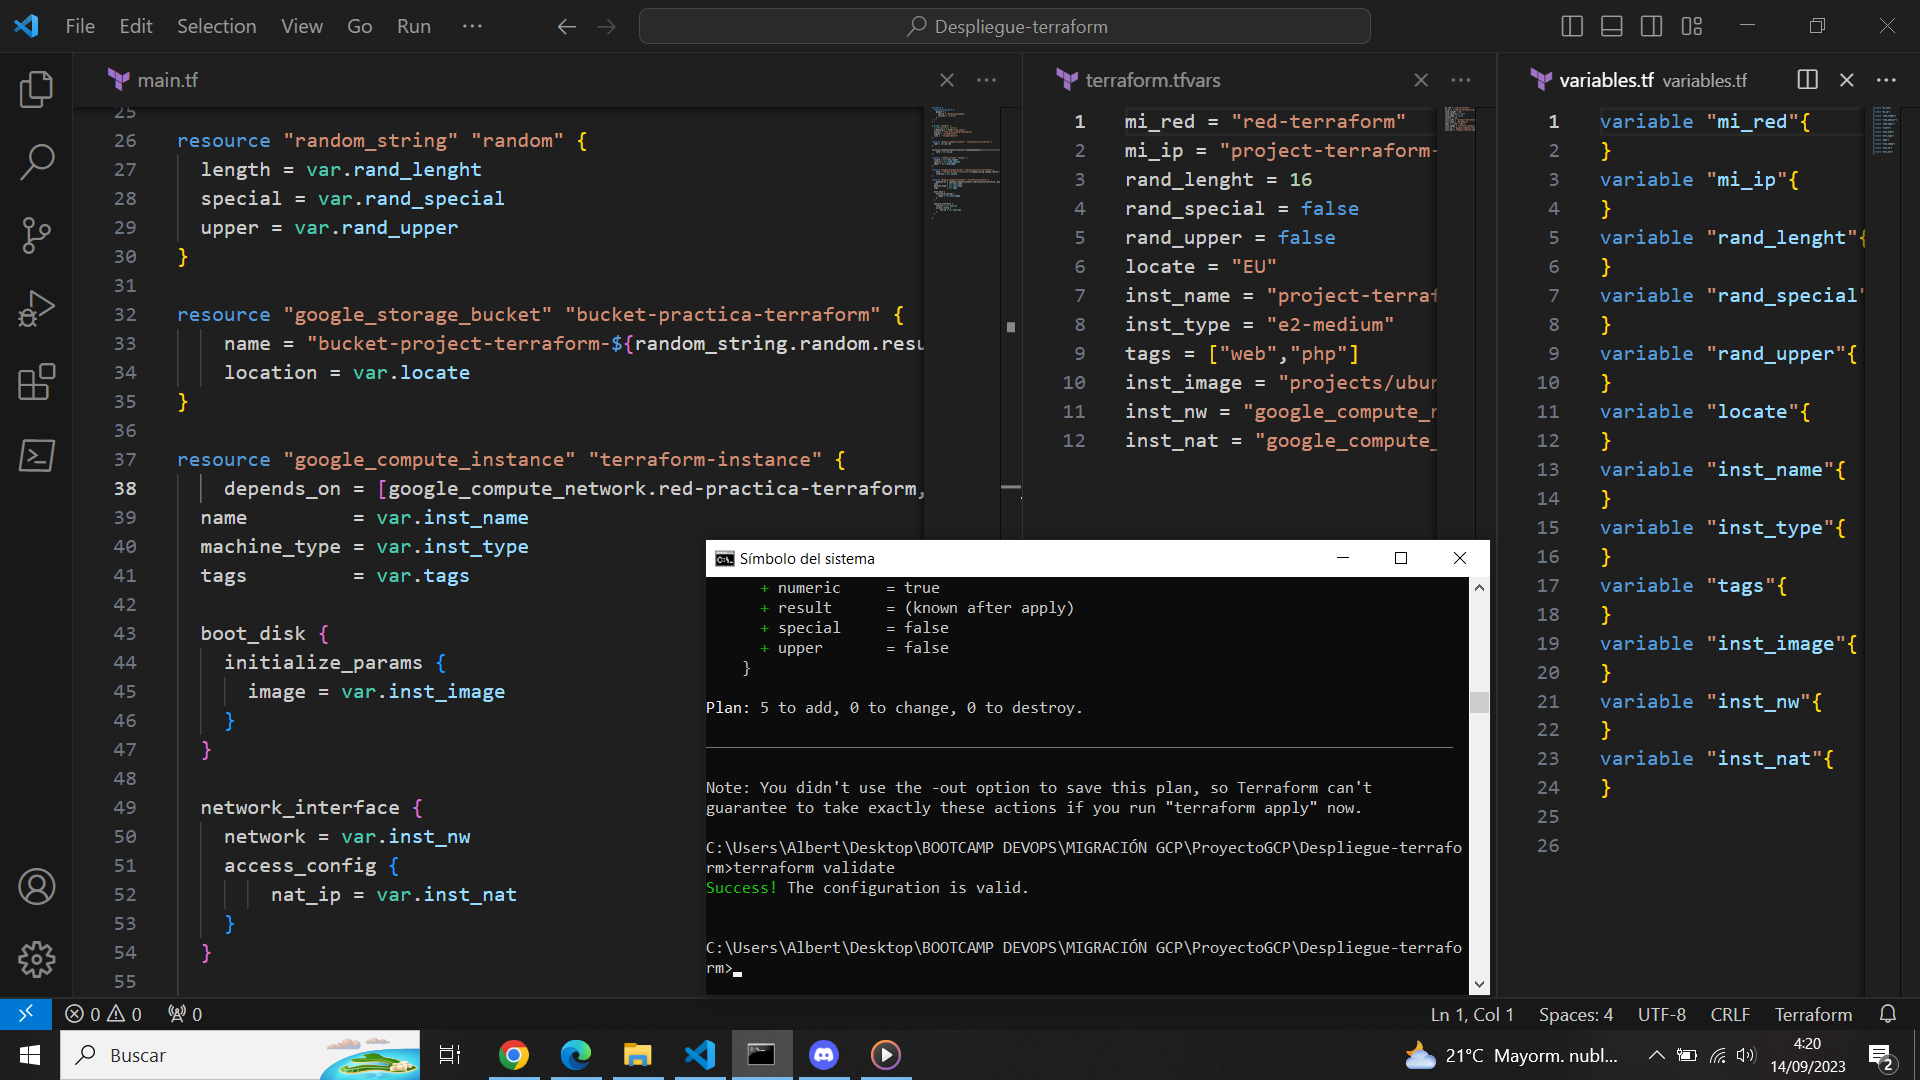 File Edit Selection View Go Run ···
Despliegue-terraform
main.tf
25
26 resource "random_string" "random" {
27 length = var.rand_lenght
28 special = var.rand_special
29 upper = var.rand_upper
30 }
31
32 resource "google_storage_bucket" "bucket-practica-terraform" {
33 name = "bucket-project-terraform-${random_string.random.resu
34 location = var.locate
35 }
36
37 resource "google_compute_instance" "terraform-instance" {
38 depends_on = [google_compute_network.red-practica-terraform,
39 name = var.inst_name
40 machine_type = var.inst_type
41 tags = var.tags
42
43 boot_disk {
44 initialize_params {
45 image = var.inst_image
46 }
47 }
48
49 network_interface {
50 network = var.inst_nw
51 access_config {
52 nat_ip = var.inst_nat
53 }
54 }
55
terraform.tfvars
1 mi_red = "red-terraform"
2 mi_ip = "project-terraform-
3 rand_lenght = 16
4 rand_special = false
5 rand_upper = false
6 locate = "EU"
7 inst_name = "project-terraf
8 inst_type = "e2-medium"
9 tags = ["web","php"]
10 inst_image = "projects/ubun
11 inst_nw = "google_compute_n
12 inst_nat = "google_compute_
variables.tf variables.tf
1 variable "mi_red"{
2 }
3 variable "mi_ip"{
4 }
5 variable "rand_lenght"{
6 }
7 variable "rand_special"
8 }
9 variable "rand_upper"{
10 }
11 variable "locate"{
12 }
13 variable "inst_name"{
14 }
15 variable "inst_type"{
16 }
17 variable "tags"{
18 }
19 variable "inst_image"{
20 }
21 variable "inst_nw"{
22 }
23 variable "inst_nat"{
24 }
25
26
Símbolo del sistema
+ numeric = true
+ result = (known after apply)
+ special = false
+ upper = false
}
Plan: 5 to add, 0 to change, 0 to destroy.
Note: You didn't use the -out option to save this plan, so Terraform can't
guarantee to take exactly these actions if you run "terraform apply" now.
C:\Users\Albert\Desktop\BOOTCAMP DEVOPS\MIGRACIÓN GCP\ProyectoGCP\Despliegue-terrafo
rm>terraform validate
Success! The configuration is valid.
C:\Users\Albert\Desktop\BOOTCAMP DEVOPS\MIGRACIÓN GCP\ProyectoGCP\Despliegue-terrafo
rm>
0 0 0
Ln 1, Col 1 Spaces: 4 UTF-8 CRLF Terraform
Buscar
21°C Mayorm. nubl...
4:20
14/09/2023
2